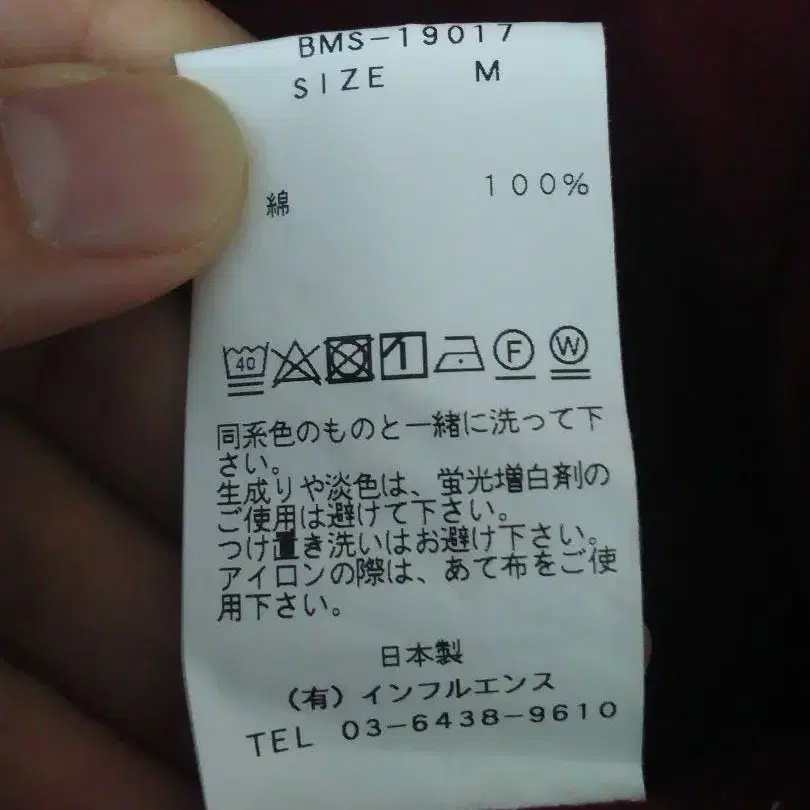 BMS-19017
SIZE M
綿 100%
40 F W
同系色のものと一緒に洗って下
さい。
生成りや淡色は、蛍光増白剤の
ご使用は避けて下さい。
つけ置き洗いはお避け下さい。
アイロンの際は、あて布をご使
用下さい。
日本製
(有)インフルエンス
TEL 03-6438-9610